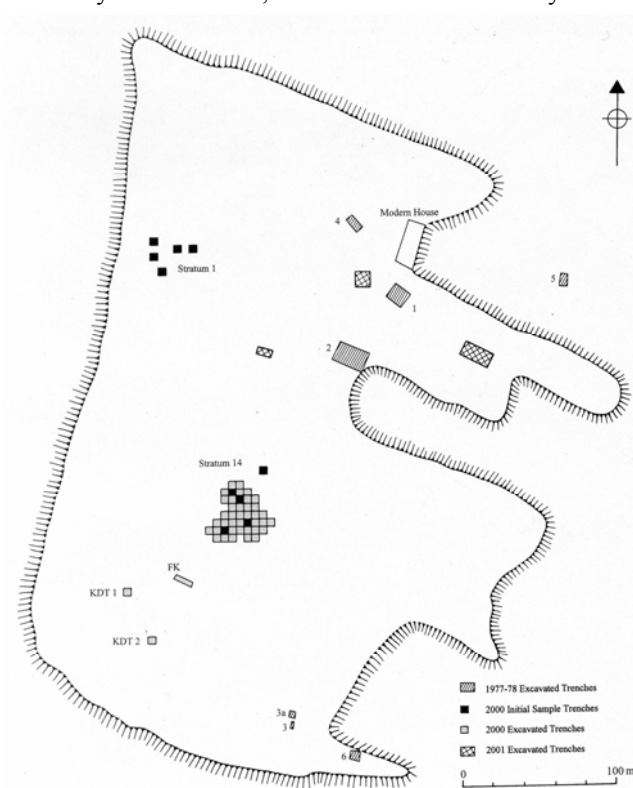 Modern House
4
Stratum 1
5
1
2
Stratum 14
FK
KDT 1
KDT 2
3a
3
6
1977-78 Excavated Trenches
2000 Initial Sample Trenches
2000 Excavated Trenches
2001 Excavated Trenches
0 100 m